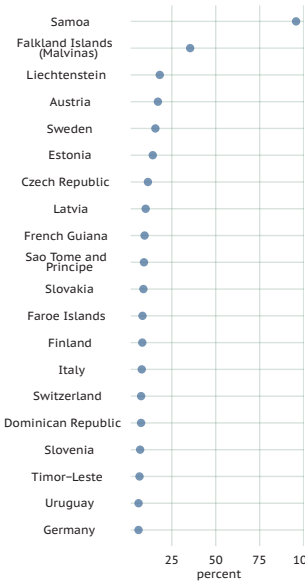 Samoa
Falkland Islands
(Malvinas)
Liechtenstein
Austria
Sweden
Estonia
Czech Republic
Latvia
French Guiana
Sao Tome and
Principe
Slovakia
Faroe Islands
Finland
Italy
Switzerland
Dominican Republic
Slovenia
Timor−Leste
Uruguay
Germany
25 50 75 100
percent